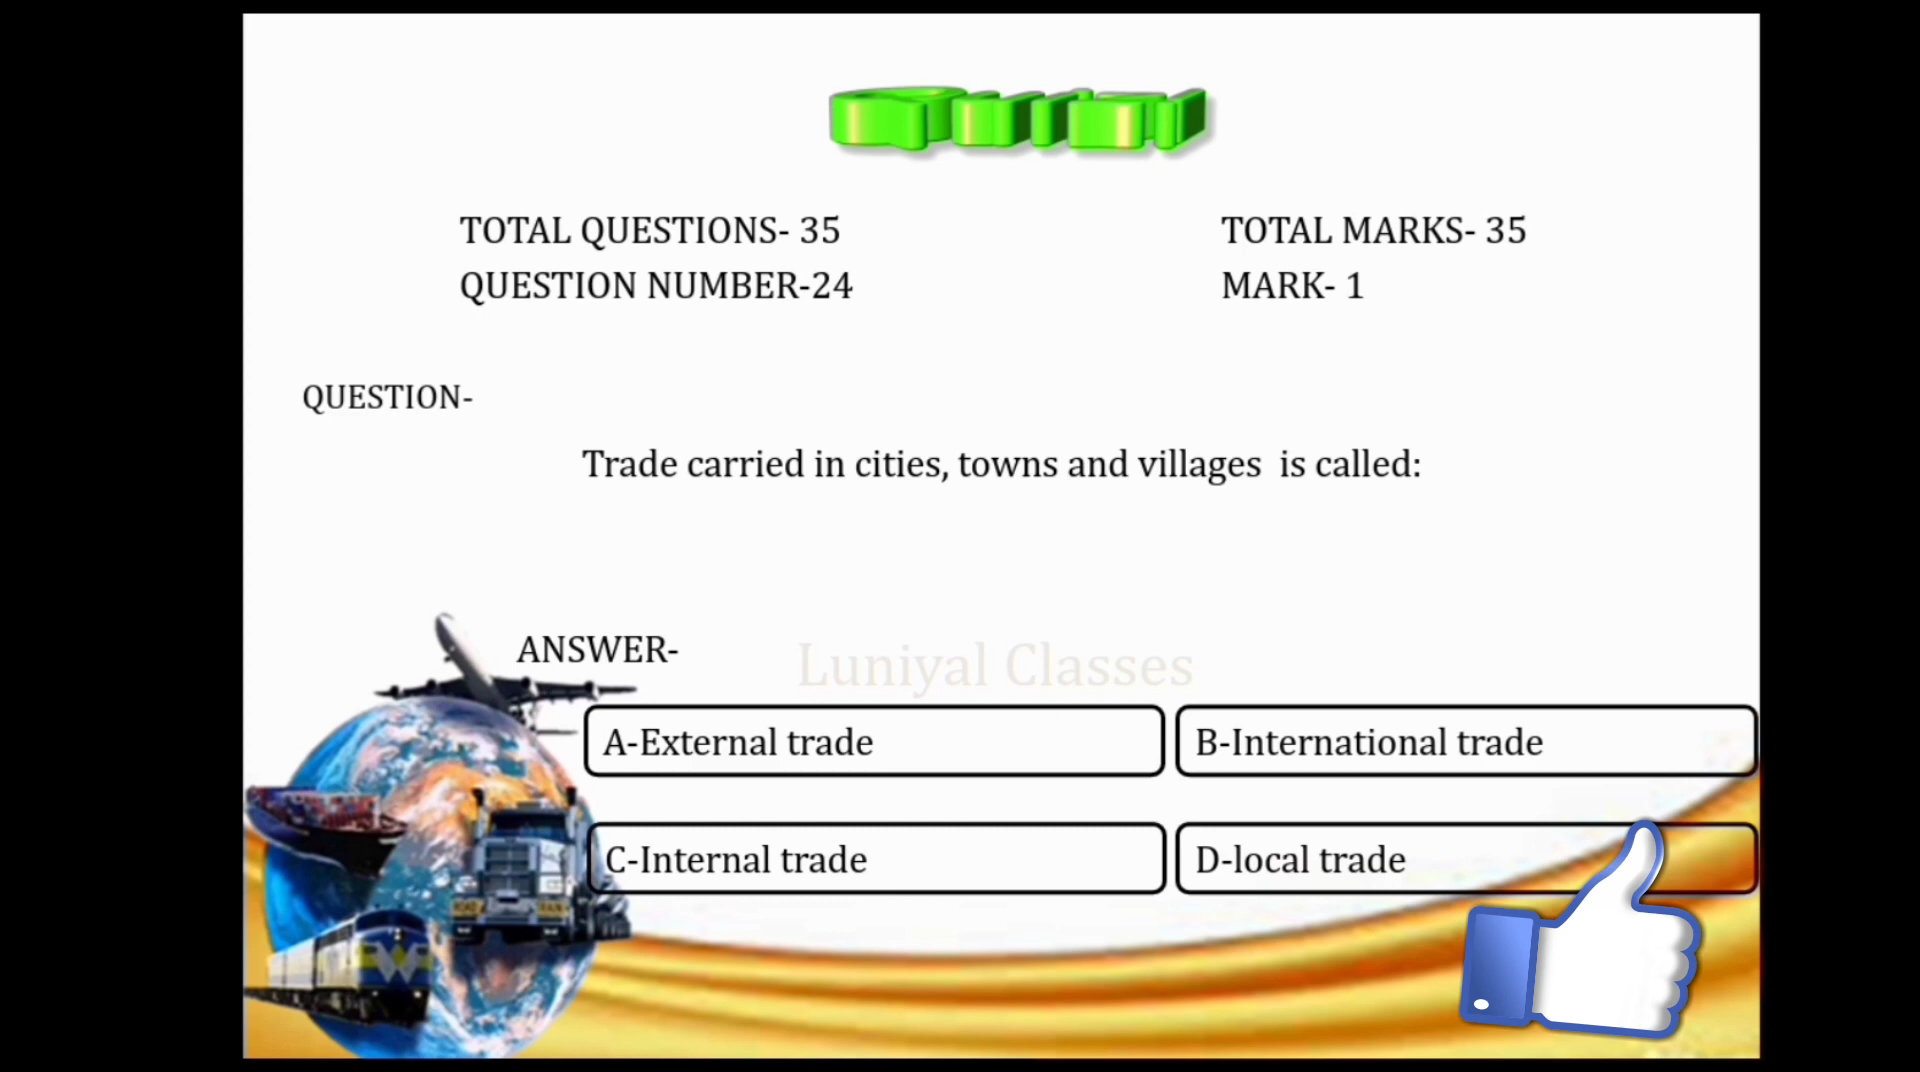 Quiz!
TOTAL QUESTIONS- 35
TOTAL MARKS- 35
QUESTION NUMBER-24
MARK- 1
QUESTION-
Trade carried in cities, towns and villages is called:
ANSWER-
Luniyal Classes
A-External trade
B-International trade
C-Internal trade
D-local trade